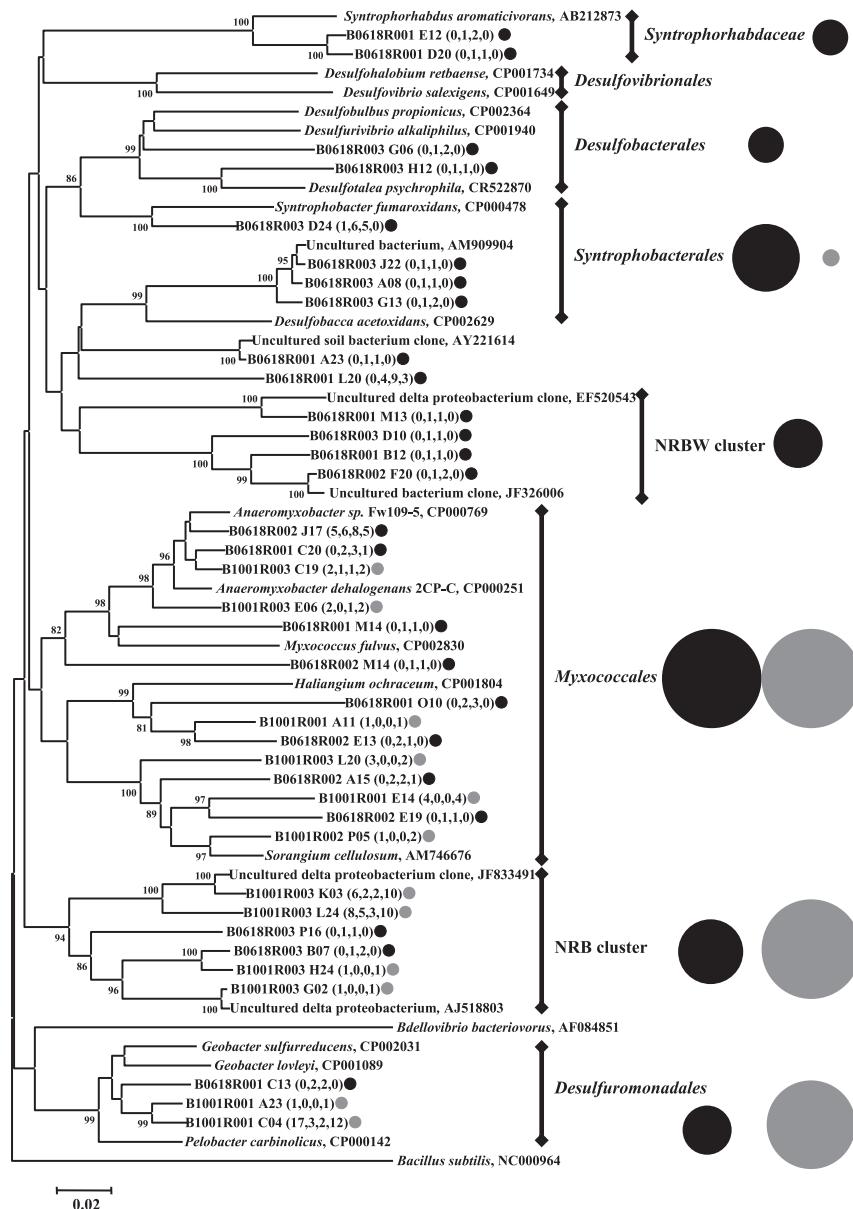 100
Syntrophorhabdus aromaticivorans, AB212873
B0618R001 E12 (0,1,2,0)
100
B0618R001 D20 (0,1,1,0)
Syntrophorhabdaceae
Desulfohalobium retbaense, CP001734
100
Desulfovibrio salexigens, CP001649
Desulfovibrionales
Desulfobulbus propionicus, CP002364
Desulfurivibrio alkaliphilus, CP001940
99
B0618R003 G06 (0,1,2,0)
Desulfobacterales
86
B0618R003 H12 (0,1,1,0)
100
Desulfotalea psychrophila, CR522870
Syntrophobacter fumaroxidans, CP000478
100
B0618R003 D24 (1,6,5,0)
Uncultured bacterium, AM909904
95
B0618R003 J22 (0,1,1,0)
Syntrophobacterales
100
B0618R003 A08 (0,1,1,0)
99
B0618R003 G13 (0,1,2,0)
Desulfobacca acetoxidans, CP002629
Uncultured soil bacterium clone, AY221614
100
B0618R001 A23 (0,1,1,0)
B0618R001 L20 (0,4,9,3)
Uncultured delta proteobacterium clone, EF520543
100
B0618R001 M13 (0,1,1,0)
B0618R003 D10 (0,1,1,0)
NRBW cluster
100
B0618R001 B12 (0,1,1,0)
99
B0618R002 F20 (0,1,2,0)
100
Uncultured bacterium clone, JF326006
Anaeromyxobacter sp. Fw109-5, CP000769
B0618R002 J17 (5,6,8,5)
96
B0618R001 C20 (0,2,3,1)
B1001R003 C19 (2,1,1,2)
98
Anaeromyxobacter dehalogenans 2CP-C, CP000251
98
B1001R003 E06 (2,0,1,2)
82
B0618R001 M14 (0,1,1,0)
Myxococcus fulvus, CP002830
B0618R002 M14 (0,1,1,0)
Myxococcales
99
Haliangium ochraceum, CP001804
B0618R001 O10 (0,2,3,0)
81
B1001R001 A11 (1,0,0,1)
98
B0618R002 E13 (0,2,1,0)
B1001R003 L20 (3,0,0,2)
100
B0618R002 A15 (0,2,2,1)
97
B1001R001 E14 (4,0,0,4)
89
B0618R002 E19 (0,1,1,0)
B1001R002 P05 (1,0,0,2)
97
Sorangium cellulosum, AM746676
Uncultured delta proteobacterium clone, JF833491
100
100
B1001R003 K03 (6,2,2,10)
B1001R003 L24 (8,5,3,10)
94
B0618R003 P16 (0,1,1,0)
NRB cluster
100
B0618R003 B07 (0,1,2,0)
86
B1001R003 H24 (1,0,0,1)
96
B1001R003 G02 (1,0,0,1)
100
Uncultured delta proteobacterium, AJ518803
Bdellovibrio bacteriovorus, AF084851
Geobacter sulfurreducens, CP002031
Geobacter lovleyi, CP001089
B0618R001 C13 (0,2,2,0)
Desulfuromonadales
B1001R001 A23 (1,0,0,1)
99
99
B1001R001 C04 (17,3,2,12)
Pelobacter carbinolicus, CP000142
Bacillus subtilis, NC000964
0.02